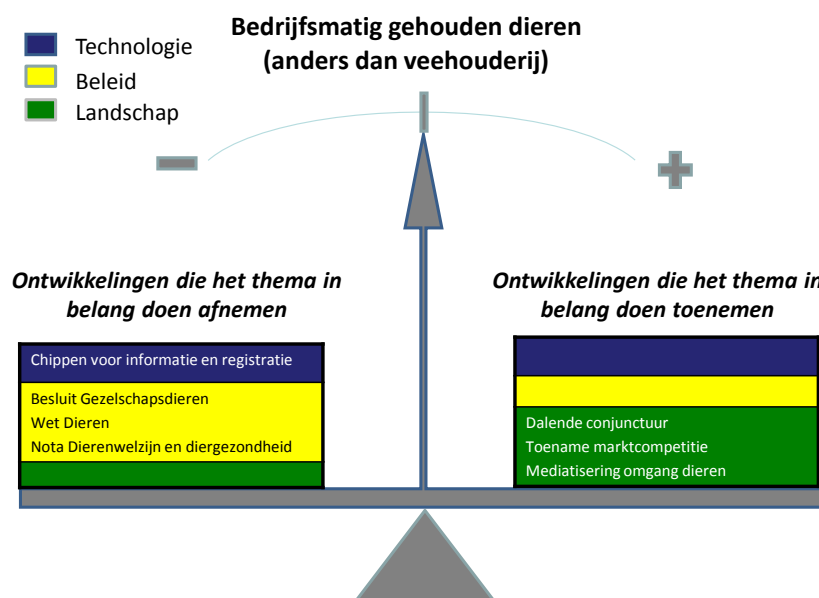 Bedrijfsmatig gehouden dieren
(anders dan veehouderij)
Technologie
Beleid
Landschap
Ontwikkelingen die het thema in
belang doen afnemen
Chippen voor informatie en registratie
Besluit Gezelschapsdieren
Wet Dieren
Nota Dierenwelzijn en diergezondheid
Ontwikkelingen die het thema in
belang doen toenemen
Dalende conjunctuur
Toename marktcompetitie
Mediatisering omgang dieren